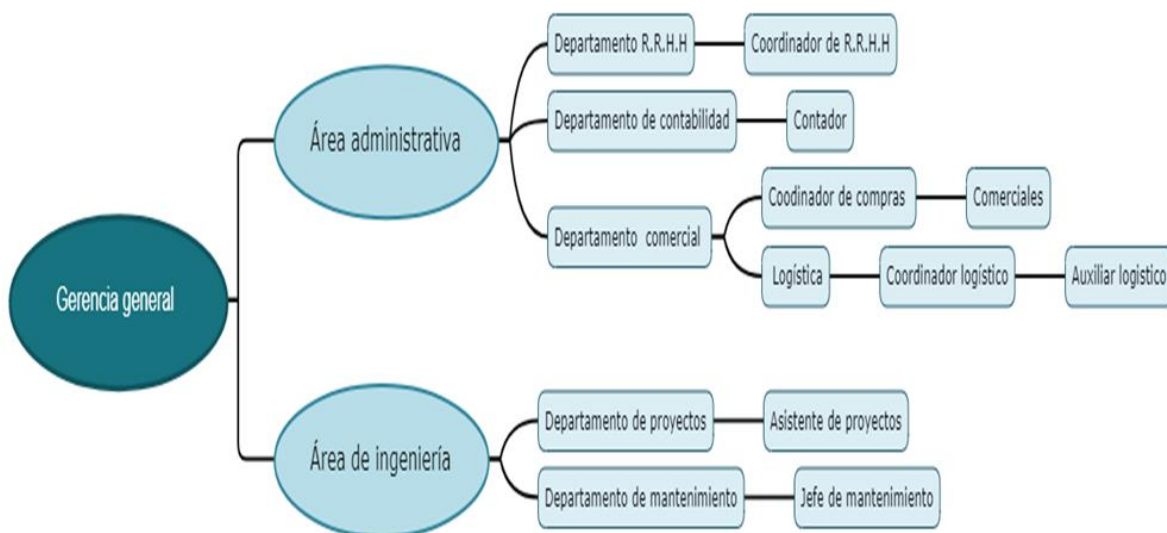 Departamento R.R.H.H
Coordinador de R.R.H.H
Área administrativa
Departamento de contabilidad
Contador
Coodinador de compras
Comerciales
Departamento comercial
Logística
Coordinador logístico
Auxiliar logistico
Gerencia general
Departamento de proyectos
Asistente de proyectos
Área de ingeniería
Departamento de mantenimiento
Jefe de mantenimiento